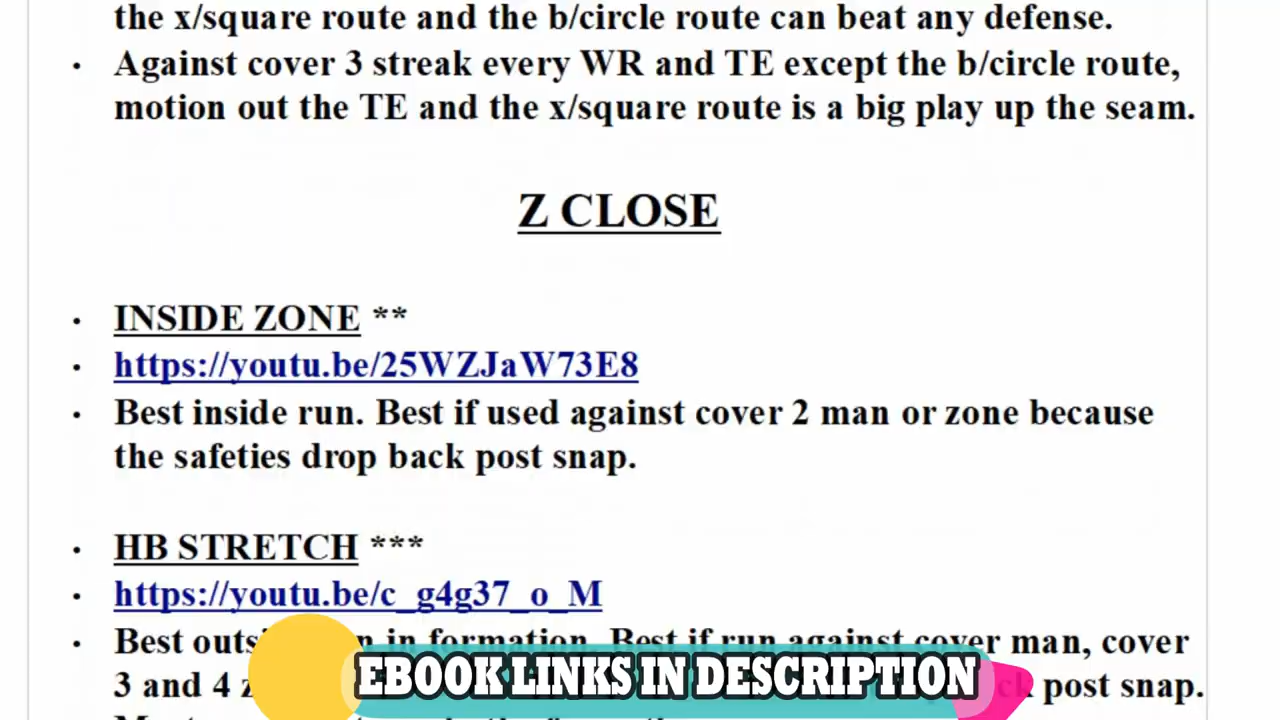 the x/square route and the b/circle route can beat any defense.
· Against cover 3 streak every WR and TE except the b/circle route,
motion out the TE and the x/square route is a big play up the seam.
Z CLOSE
· INSIDE ZONE **
· https://youtu.be/25WZJaW73E8
· Best inside run. Best if used against cover 2 man or zone because
the safeties drop back post snap.
· HB STRETCH ***
· https://youtu.be/c_g4g37_o_M
· Best in formation. Best if run against cover man, cover
3 and 4 post snap.
EBOOK LINKS IN DESCRIPTION